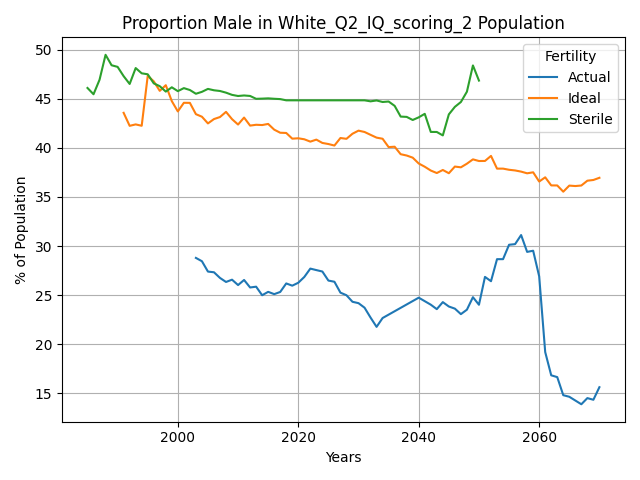 Proportion Male in White_Q2_IQ_scoring_2 Population
Fertility
Actual
Ideal
Sterile
% of Population
50
45
40
35
30
25
20
15
2000
2020
2040
2060
Years